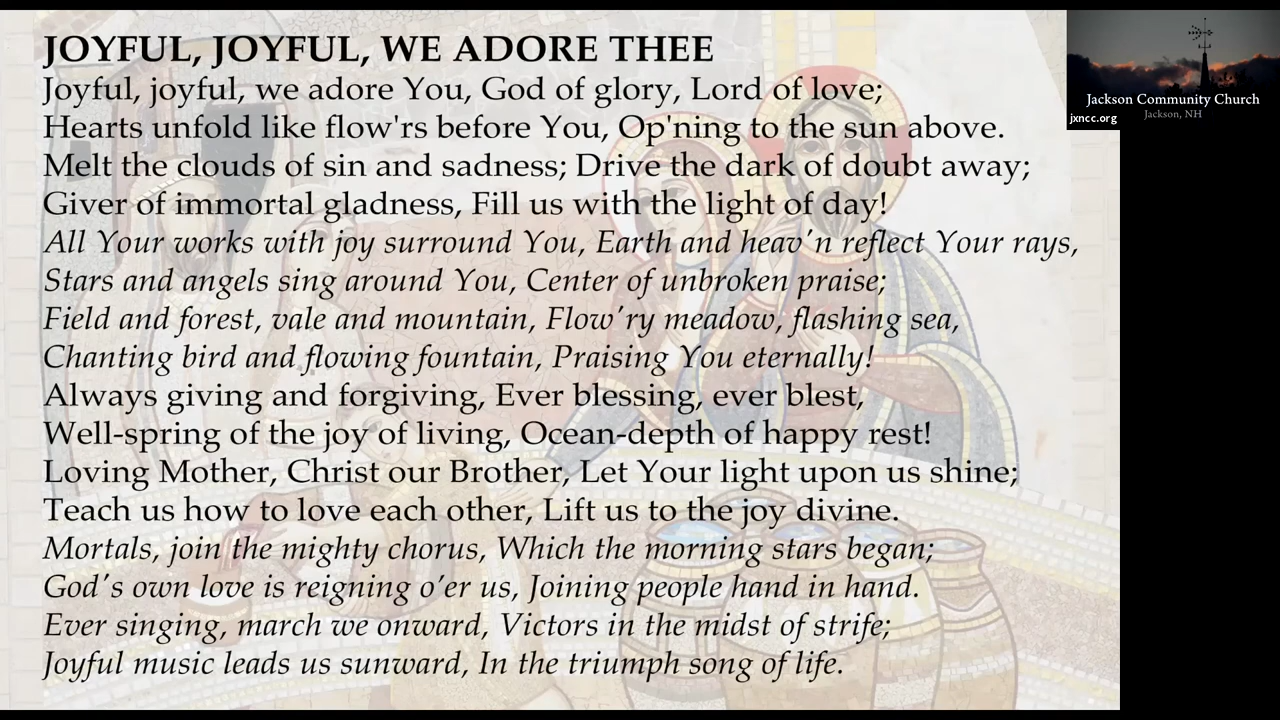 JOYFUL, JOYFUL, WE ADORE THEE
Joyful, joyful, we adore You, God of glory, Lord of love;
Hearts unfold like flow'rs before You, Op'ning to the sun above.
Melt the clouds of sin and sadness; Drive the dark of doubt away;
Giver of immortal gladness, Fill us with the light of day!
All Your works with joy surround You, Earth and heav'n reflect Your rays,
Stars and angels sing around You, Center of unbroken praise;
Field and forest, vale and mountain, Flow'ry meadow, flashing sea,
Chanting bird and flowing fountain, Praising You eternally!
Always giving and forgiving, Ever blessing, ever blest,
Well-spring of the joy of living, Ocean-depth of happy rest!
Loving Mother, Christ our Brother, Let Your light upon us shine;
Teach us how to love each other, Lift us to the joy divine.
Mortals, join the mighty chorus, Which the morning stars began;
God's own love is reigning o’er us, Joining people hand in hand.
Ever singing, march we onward, Victors in the midst of strife;
Joyful music leads us sunward, In the triumph song of life.
Jackson Community Church
Jackson, NH
jxncc.org